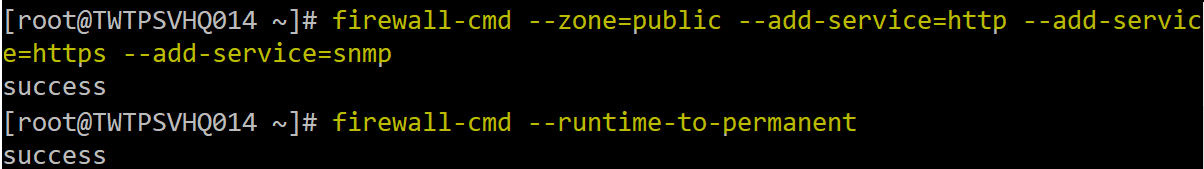 [root@TWTPSVHQ014 ~]# firewall-cmd --zone=public --add-service=http --add-servic
e=https --add-service=snmp
success
[root@TWTPSVHQ014 ~]# firewall-cmd --runtime-to-permanent
success